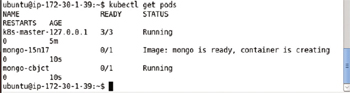 ubuntu@ip-172-30-1-39:~$ kubectl get pods
NAME READY STATUS
RESTARTS AGE
k8s-master-127.0.0.1 3/3 Running
0 5m
mongo-15n17 0/1 Image: mongo is ready, container is creating
0 10s
mongo-cbjct 0/1 Running
0 10s
ubuntu@ip-172-30-1-39:~$